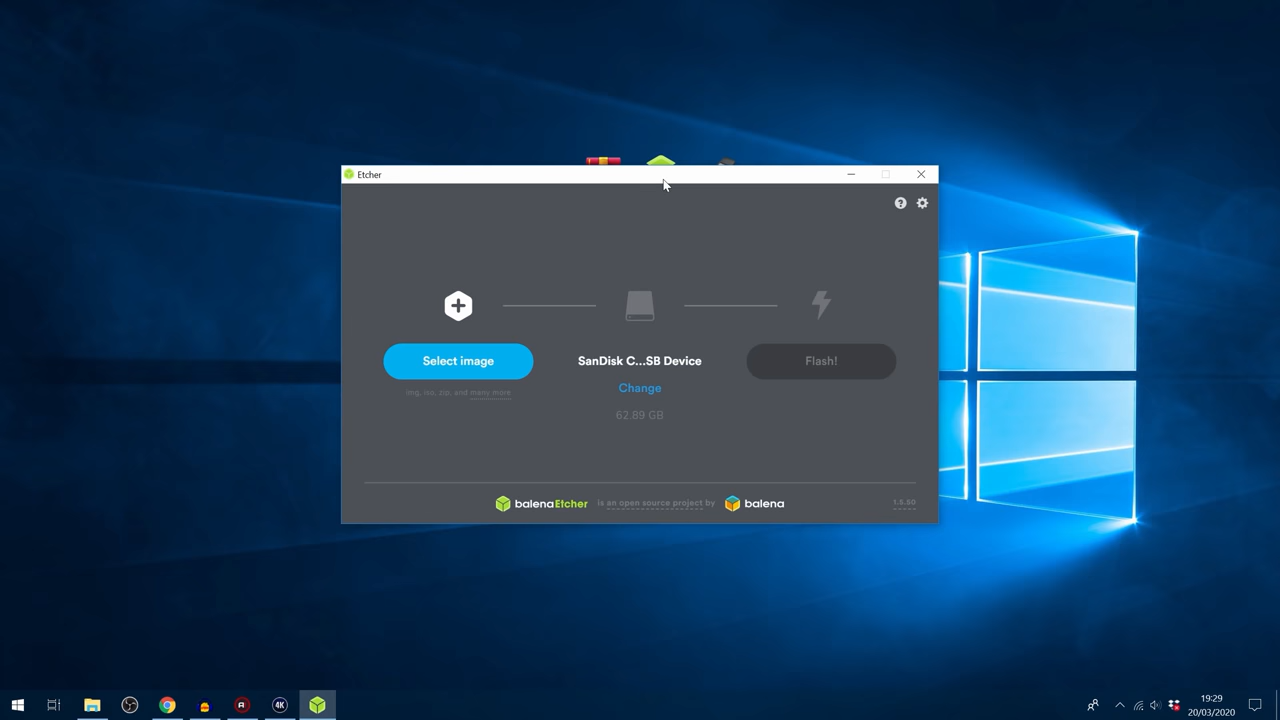 Etcher
Select image
SanDisk C...SB Device
Flash!
Change
img, iso, zip, and many more
62.89 GB
balenaEtcher is an open source project by balena
1.5.50
4K
19:29
20/03/2020